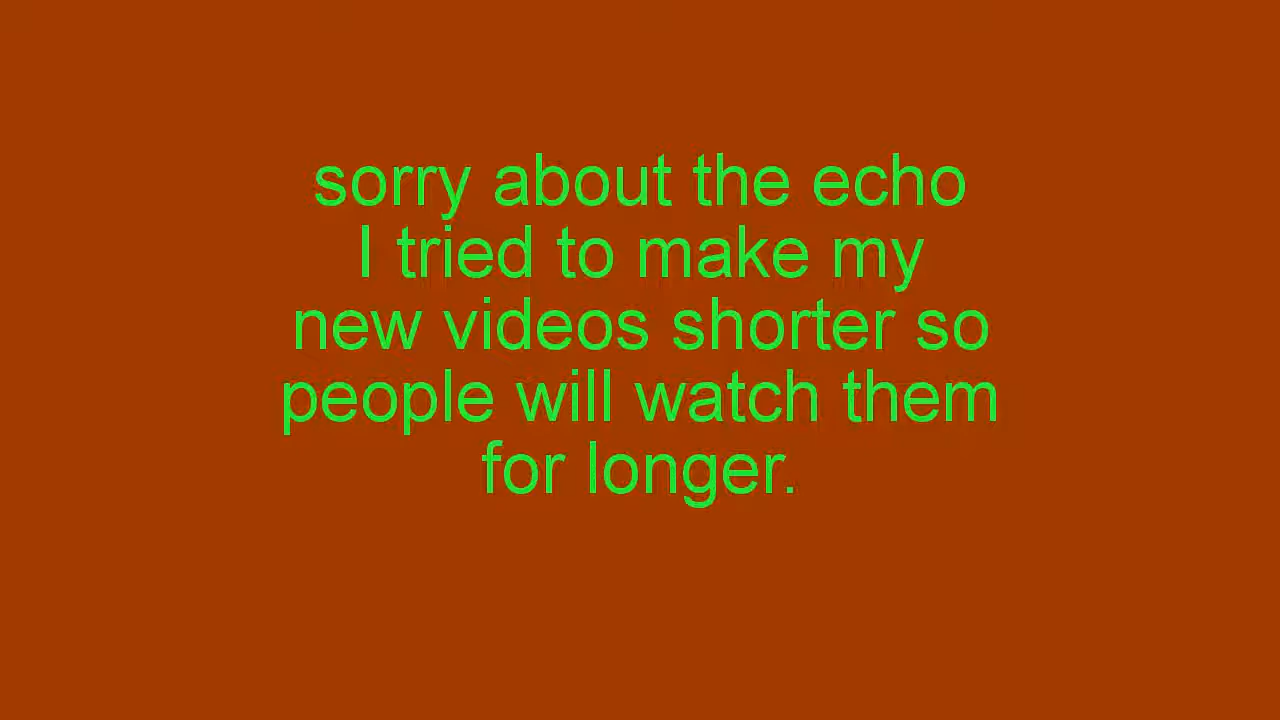 sorry about the echo
I tried to make my
new videos shorter so
people will watch them
for longer.